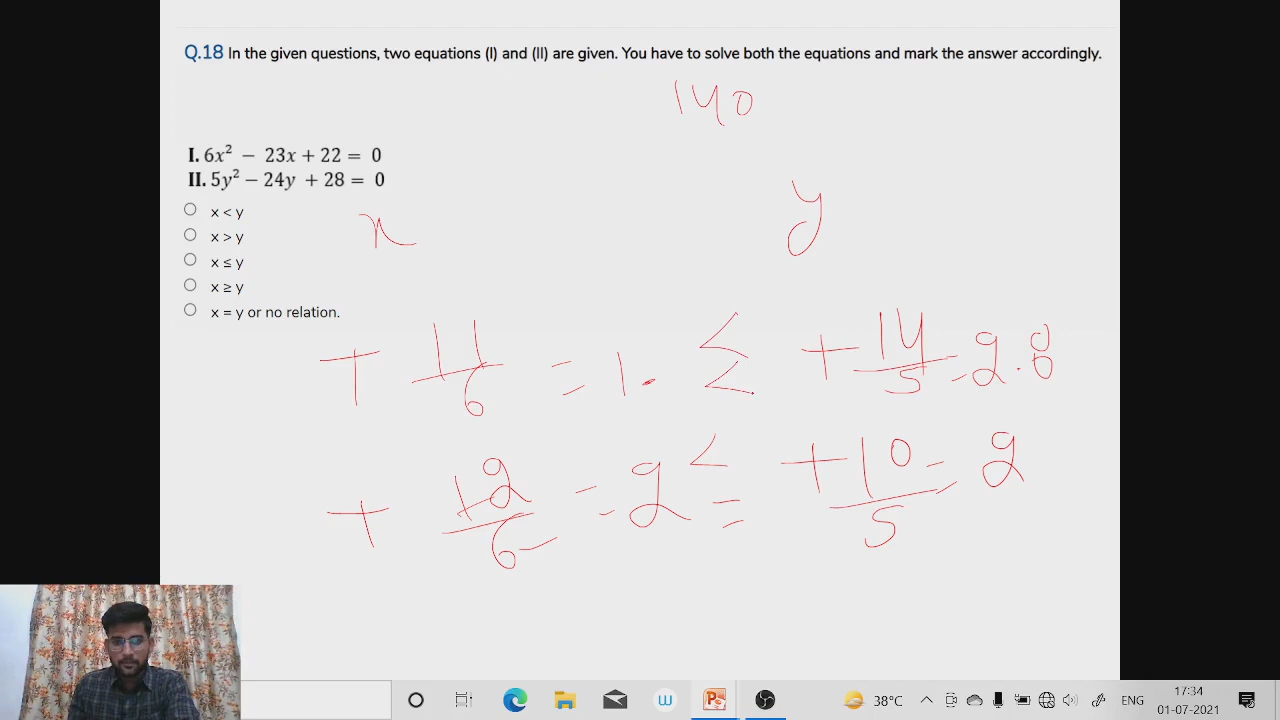 Q.18 In the given questions, two equations (I) and (II) are given. You have to solve both the equations and mark the answer accordingly.
140
I. 6x² − 23x + 22 = 0
II. 5y² − 24y + 28 = 0
x < y
x > y
x ≤ y
x ≥ y
x = y or no relation.
x y
+ 11/6 = 1. < < + 14/5 = 2.8
+ 12/6 = 2 < = + 10/5 = 2
W
38°C
ENG
17:34
01-07-2021